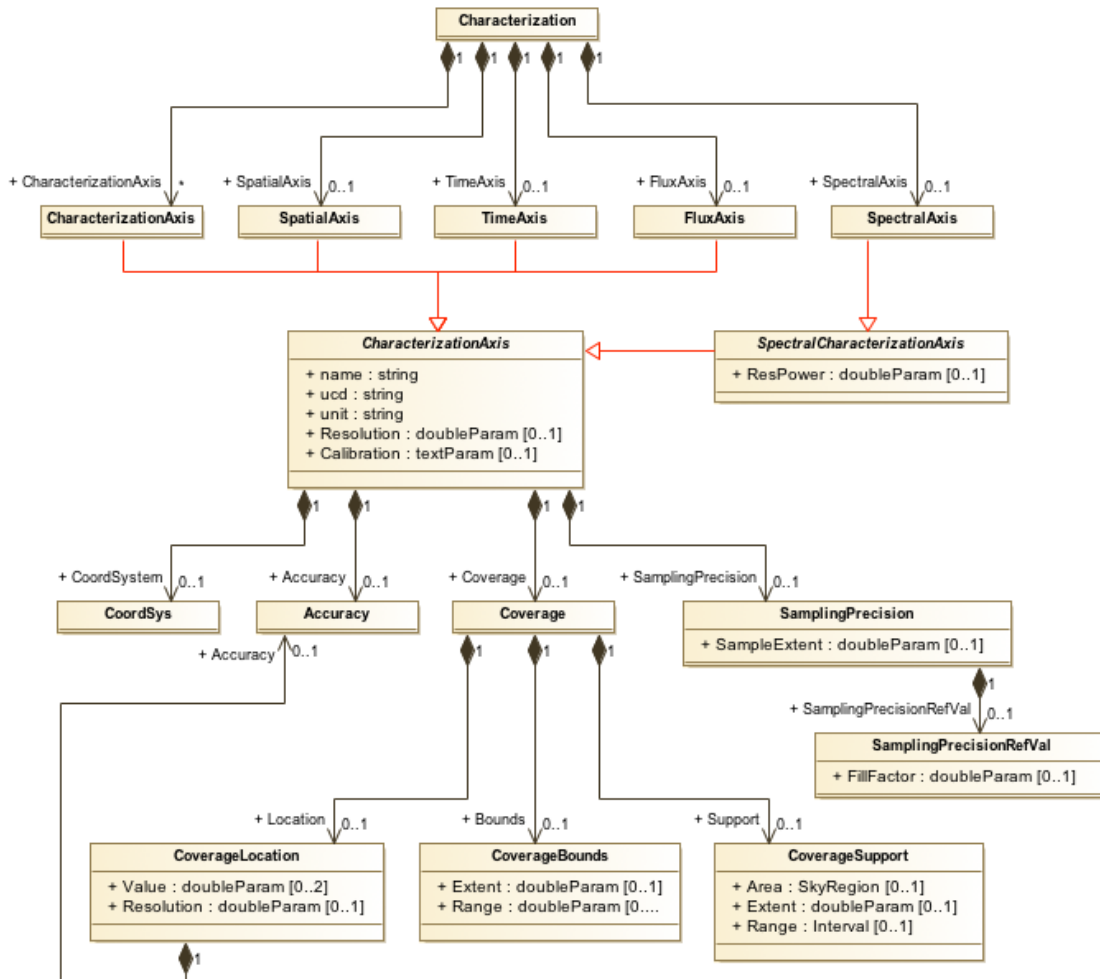 Characterization
1 1 1 1 1
+ CharacterizationAxis * + SpatialAxis 0..1 + TimeAxis 0..1 + FluxAxis 0..1 + SpectralAxis 0..1
CharacterizationAxis SpatialAxis TimeAxis FluxAxis SpectralAxis
CharacterizationAxis
+ name : string
+ ucd : string
+ unit : string
+ Resolution : doubleParam [0..1]
+ Calibration : textParam [0..1]
SpectralCharacterizationAxis
+ ResPower : doubleParam [0..1]
1 1 1 1
+ CoordSystem 0..1 + Accuracy 0..1 + Coverage 0..1 + SamplingPrecision 0..1
CoordSys
Accuracy
Coverage
SamplingPrecision
+ SampleExtent : doubleParam [0..1]
+ Accuracy 0..1
1 1 1
1
+ SamplingPrecisionRefVal 0..1
SamplingPrecisionRefVal
+ FillFactor : doubleParam [0..1]
+ Location 0..1 + Bounds 0..1 + Support 0..1
CoverageLocation
+ Value : doubleParam [0..2]
+ Resolution : doubleParam [0..1]
1
CoverageBounds
+ Extent : doubleParam [0..1]
+ Range : doubleParam [0....
CoverageSupport
+ Area : SkyRegion [0..1]
+ Extent : doubleParam [0..1]
+ Range : Interval [0..1]